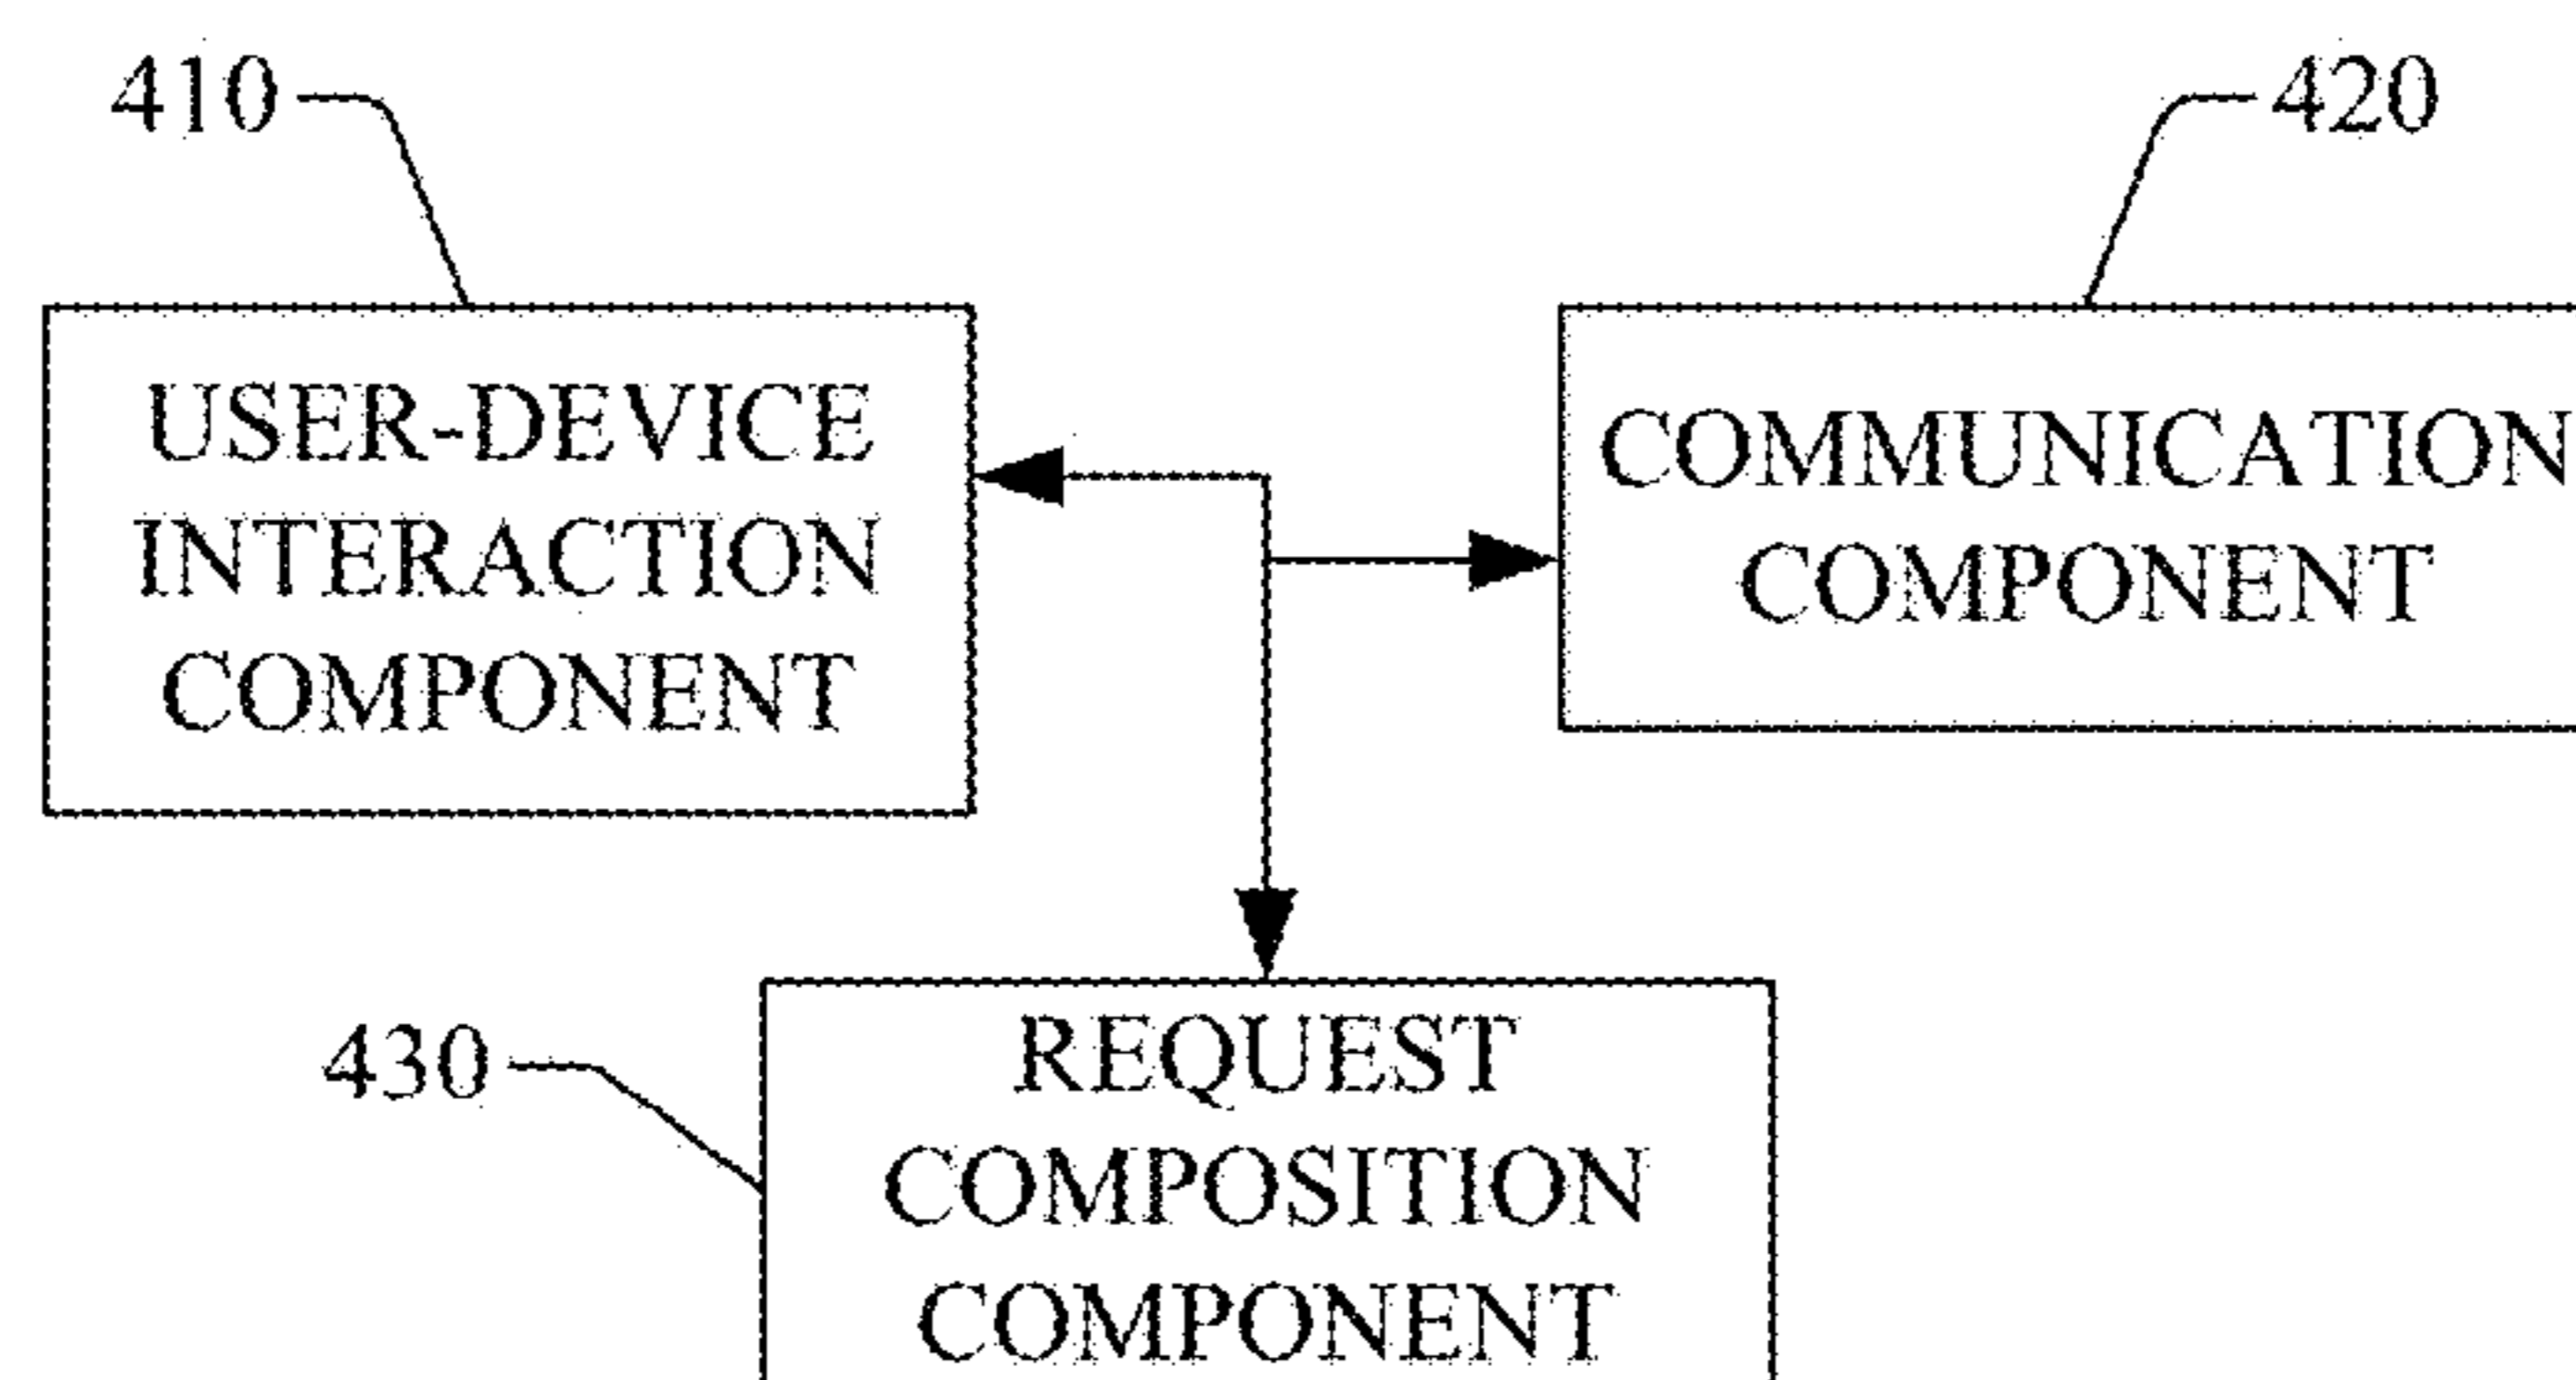 410
420
USER-DEVICE
INTERACTION
COMPONENT
COMMUNICATION
COMPONENT
430
REQUEST
COMPOSITION
COMPONENT